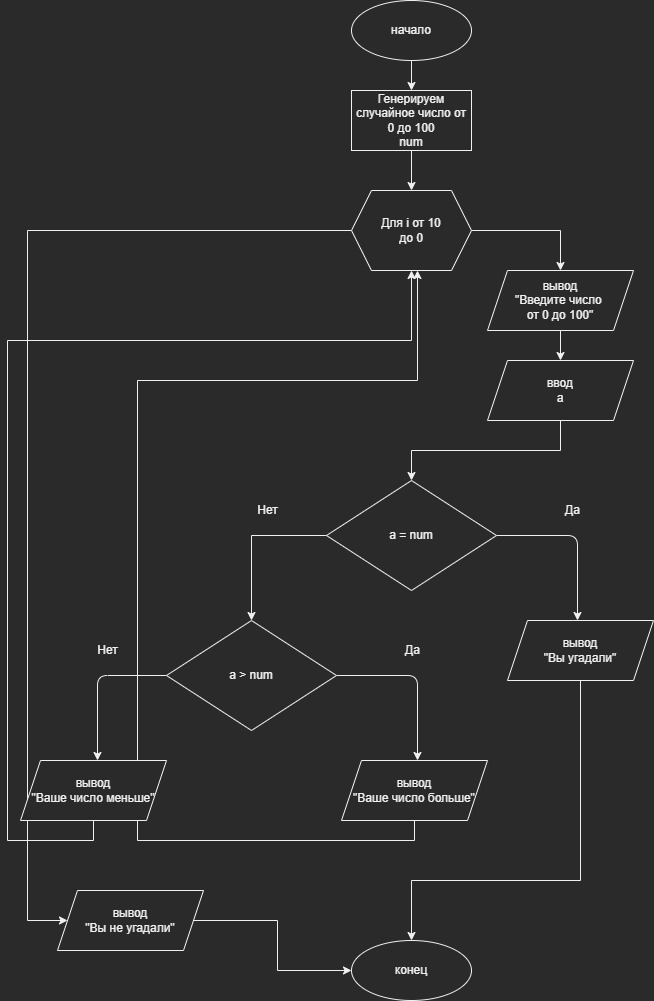 начало
Генерируем
случайное число от
0 до 100
num
Для i от 10
до 0
вывод
"Введите число
от 0 до 100"
ввод
a
Нет
Да
a = num
Нет
Да
a > num
вывод
"Вы угадали"
вывод
"Ваше число меньше"
вывод
"Ваше число больше"
вывод
"Вы не угадали"
конец